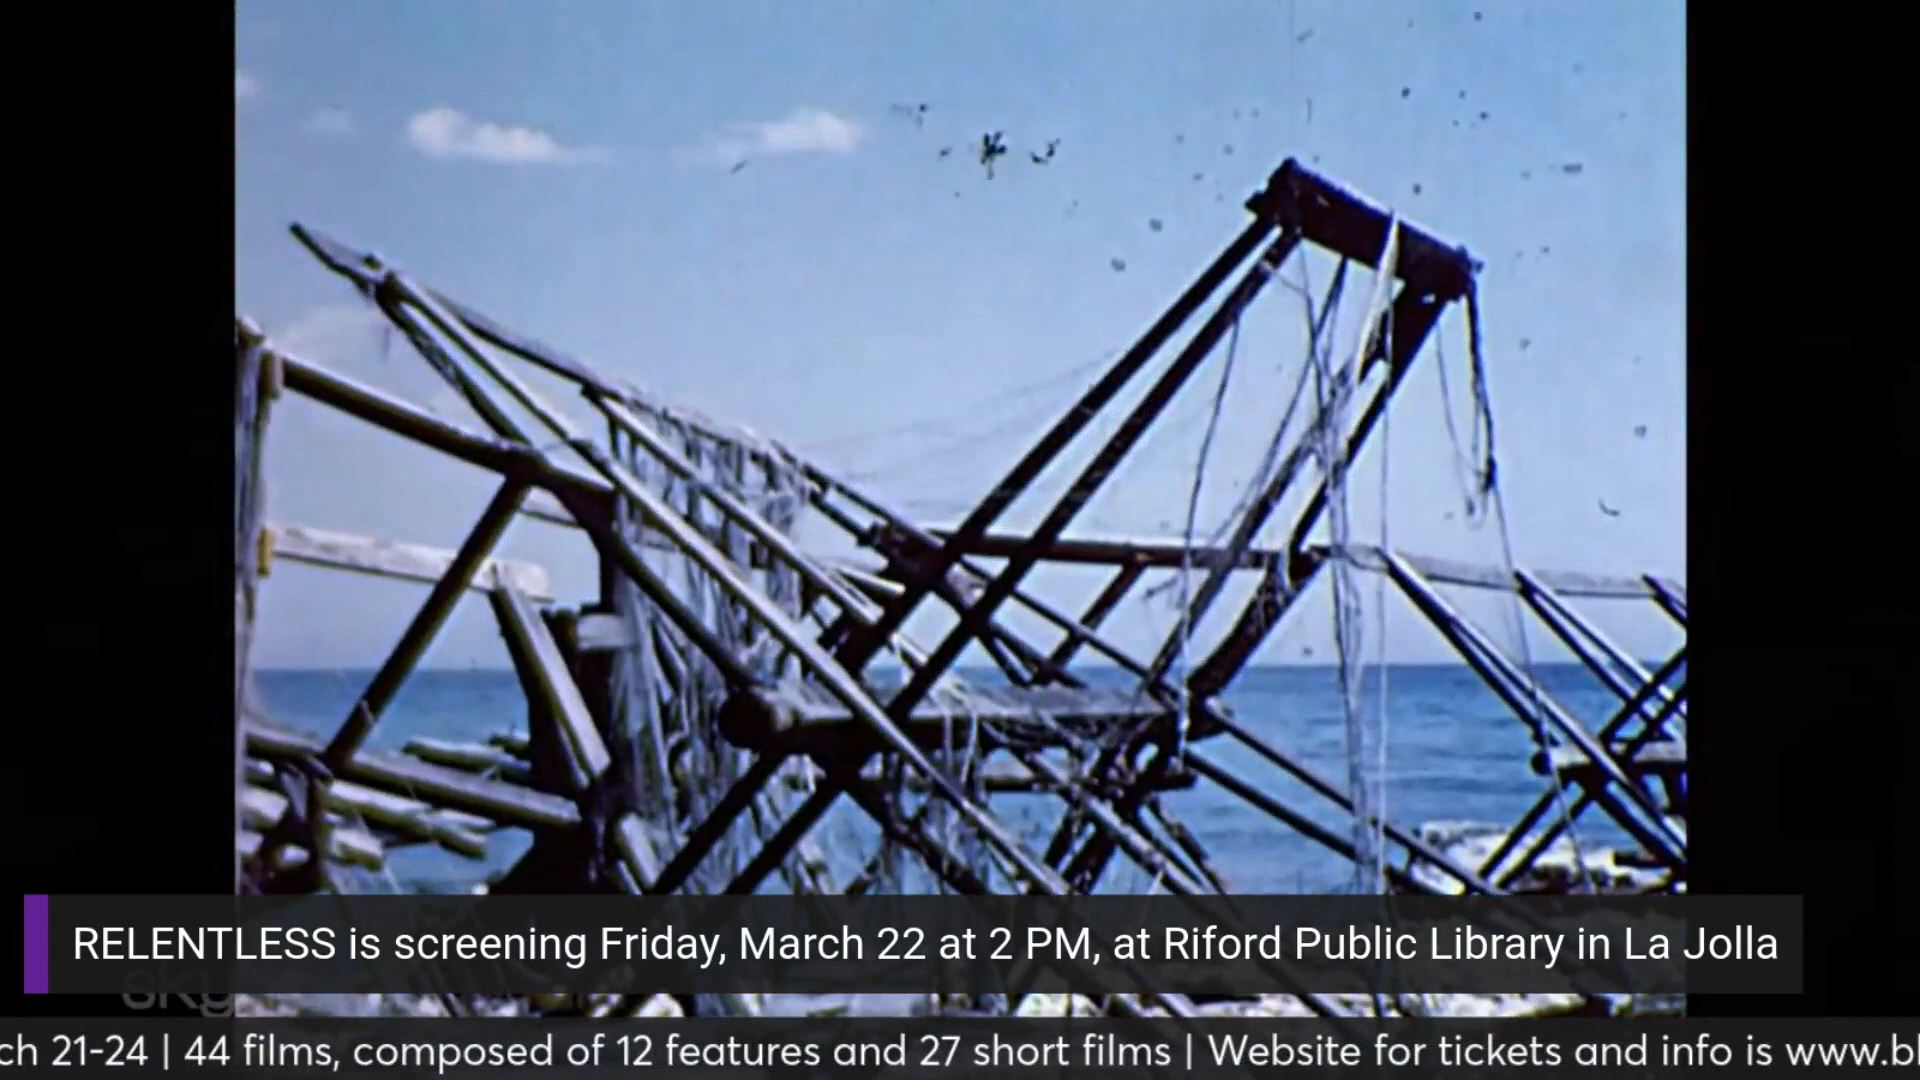 RELENTLESS is screening Friday, March 22 at 2 PM, at Riford Public Library in La Jolla
ch 21-24 | 44 films, composed of 12 features and 27 short films | Website for tickets and info is www.bl